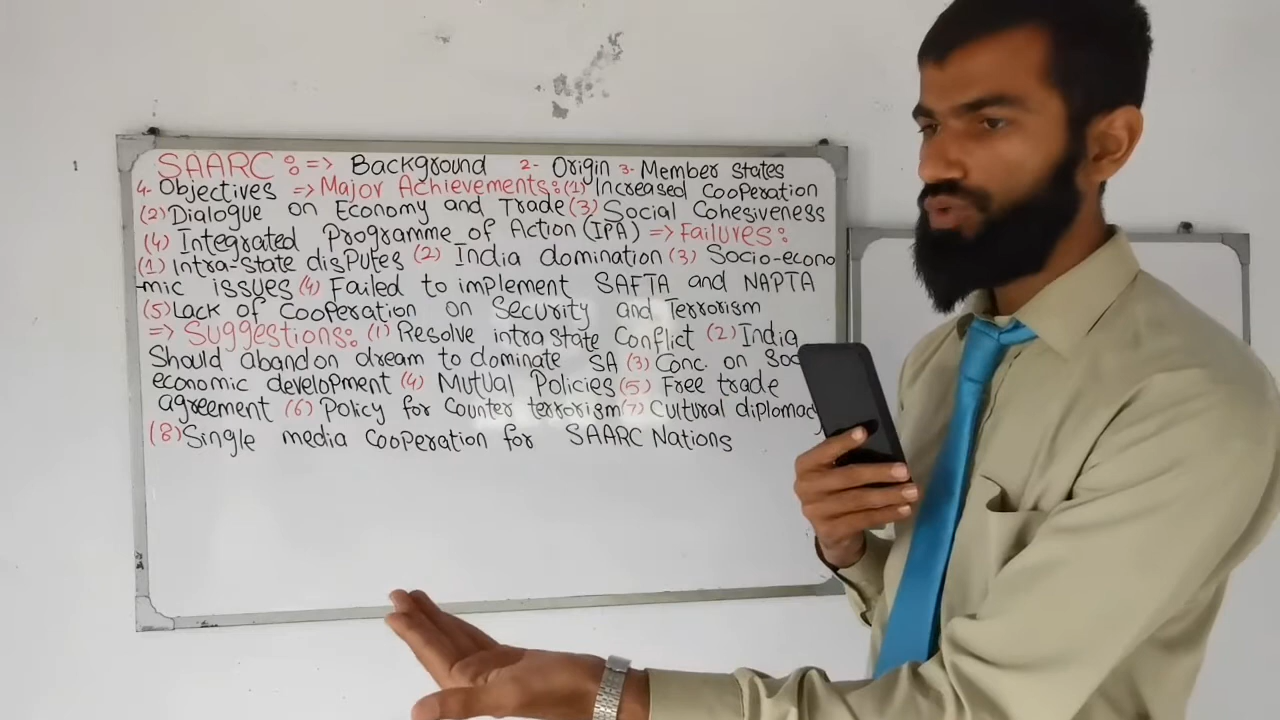 SAARC : => Background 2- Origin 3- Member states
4- Objectives => Major Achievements: (1) Increased Cooperation
(2) Dialogue on Economy and Trade (3) Social Cohesiveness
(4) Integrated Programme of Action (IPA) => Failures:
(1) Intra-state disputes (2) India domination (3) Socio-econo
-mic issues (4) Failed to implement SAFTA and NAPTA
(5) Lack of cooperation on Security and Terrorism
=> Suggestions: (1) Resolve intra state Conflict (2) India
Should abandon dream to dominate SA (3) Conc. on Soc
economic development (4) Mutual Policies (5) Free trade
agreement (6) Policy for Counter terrorism (7) Cultural diplomacy
(8) Single media cooperation for SAARC Nations